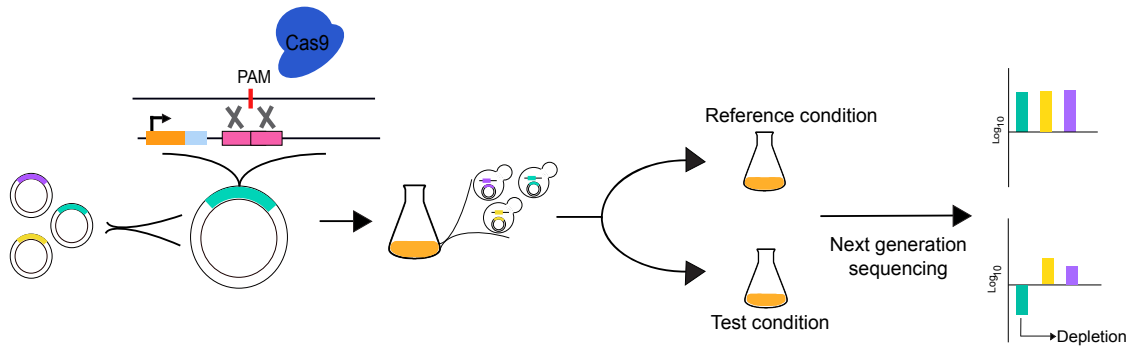 Cas9
PAM
Reference condition
Test condition
Next generation
sequencing
Log10
Log10
Depletion